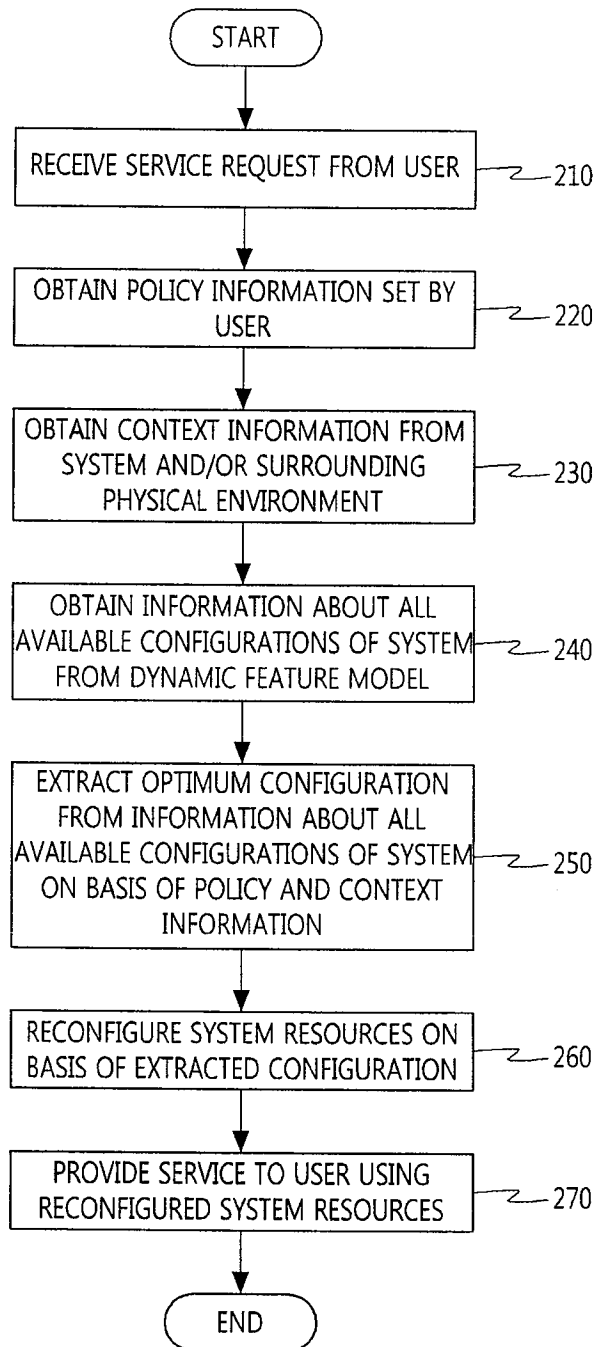 START
RECEIVE SERVICE REQUEST FROM USER
210
OBTAIN POLICY INFORMATION SET BY
USER
220
OBTAIN CONTEXT INFORMATION FROM
SYSTEM AND/OR SURROUNDING
PHYSICAL ENVIRONMENT
230
OBTAIN INFORMATION ABOUT ALL
AVAILABLE CONFIGURATIONS OF SYSTEM
FROM DYNAMIC FEATURE MODEL
240
EXTRACT OPTIMUM CONFIGURATION
FROM INFORMATION ABOUT ALL
AVAILABLE CONFIGURATIONS OF SYSTEM
ON BASIS OF POLICY AND CONTEXT
INFORMATION
250
RECONFIGURE SYSTEM RESOURCES ON
BASIS OF EXTRACTED CONFIGURATION
260
PROVIDE SERVICE TO USER USING
RECONFIGURED SYSTEM RESOURCES
270
END